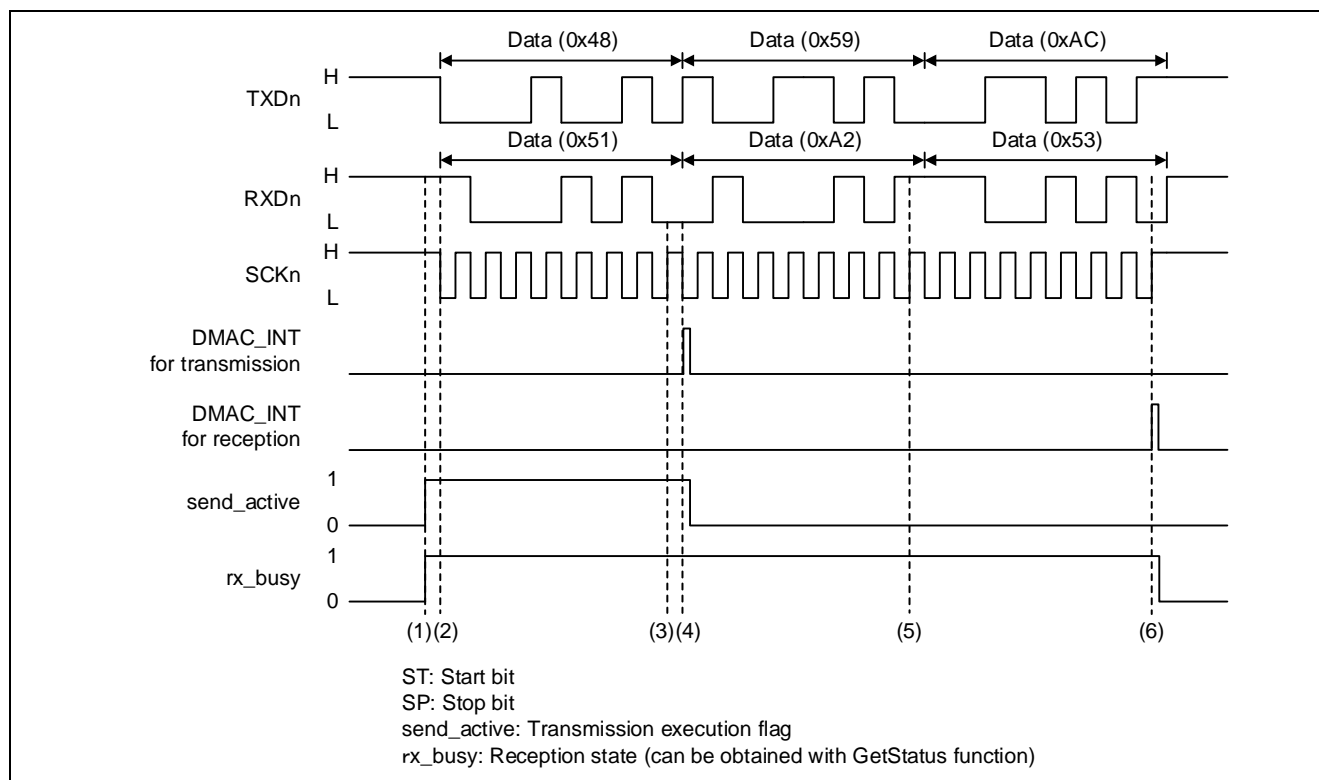 Data (0x48) Data (0x59) Data (0xAC)
H
TXDn
L
Data (0x51) Data (0xA2) Data (0x53)
H
RXDn
L
H
SCKn
L
DMAC_INT
for transmission
DMAC_INT
for reception
1
send_active
0
1
rx_busy
0
(1) (2) (3) (4) (5) (6)
ST: Start bit
SP: Stop bit
send_active: Transmission execution flag
rx_busy: Reception state (can be obtained with GetStatus function)